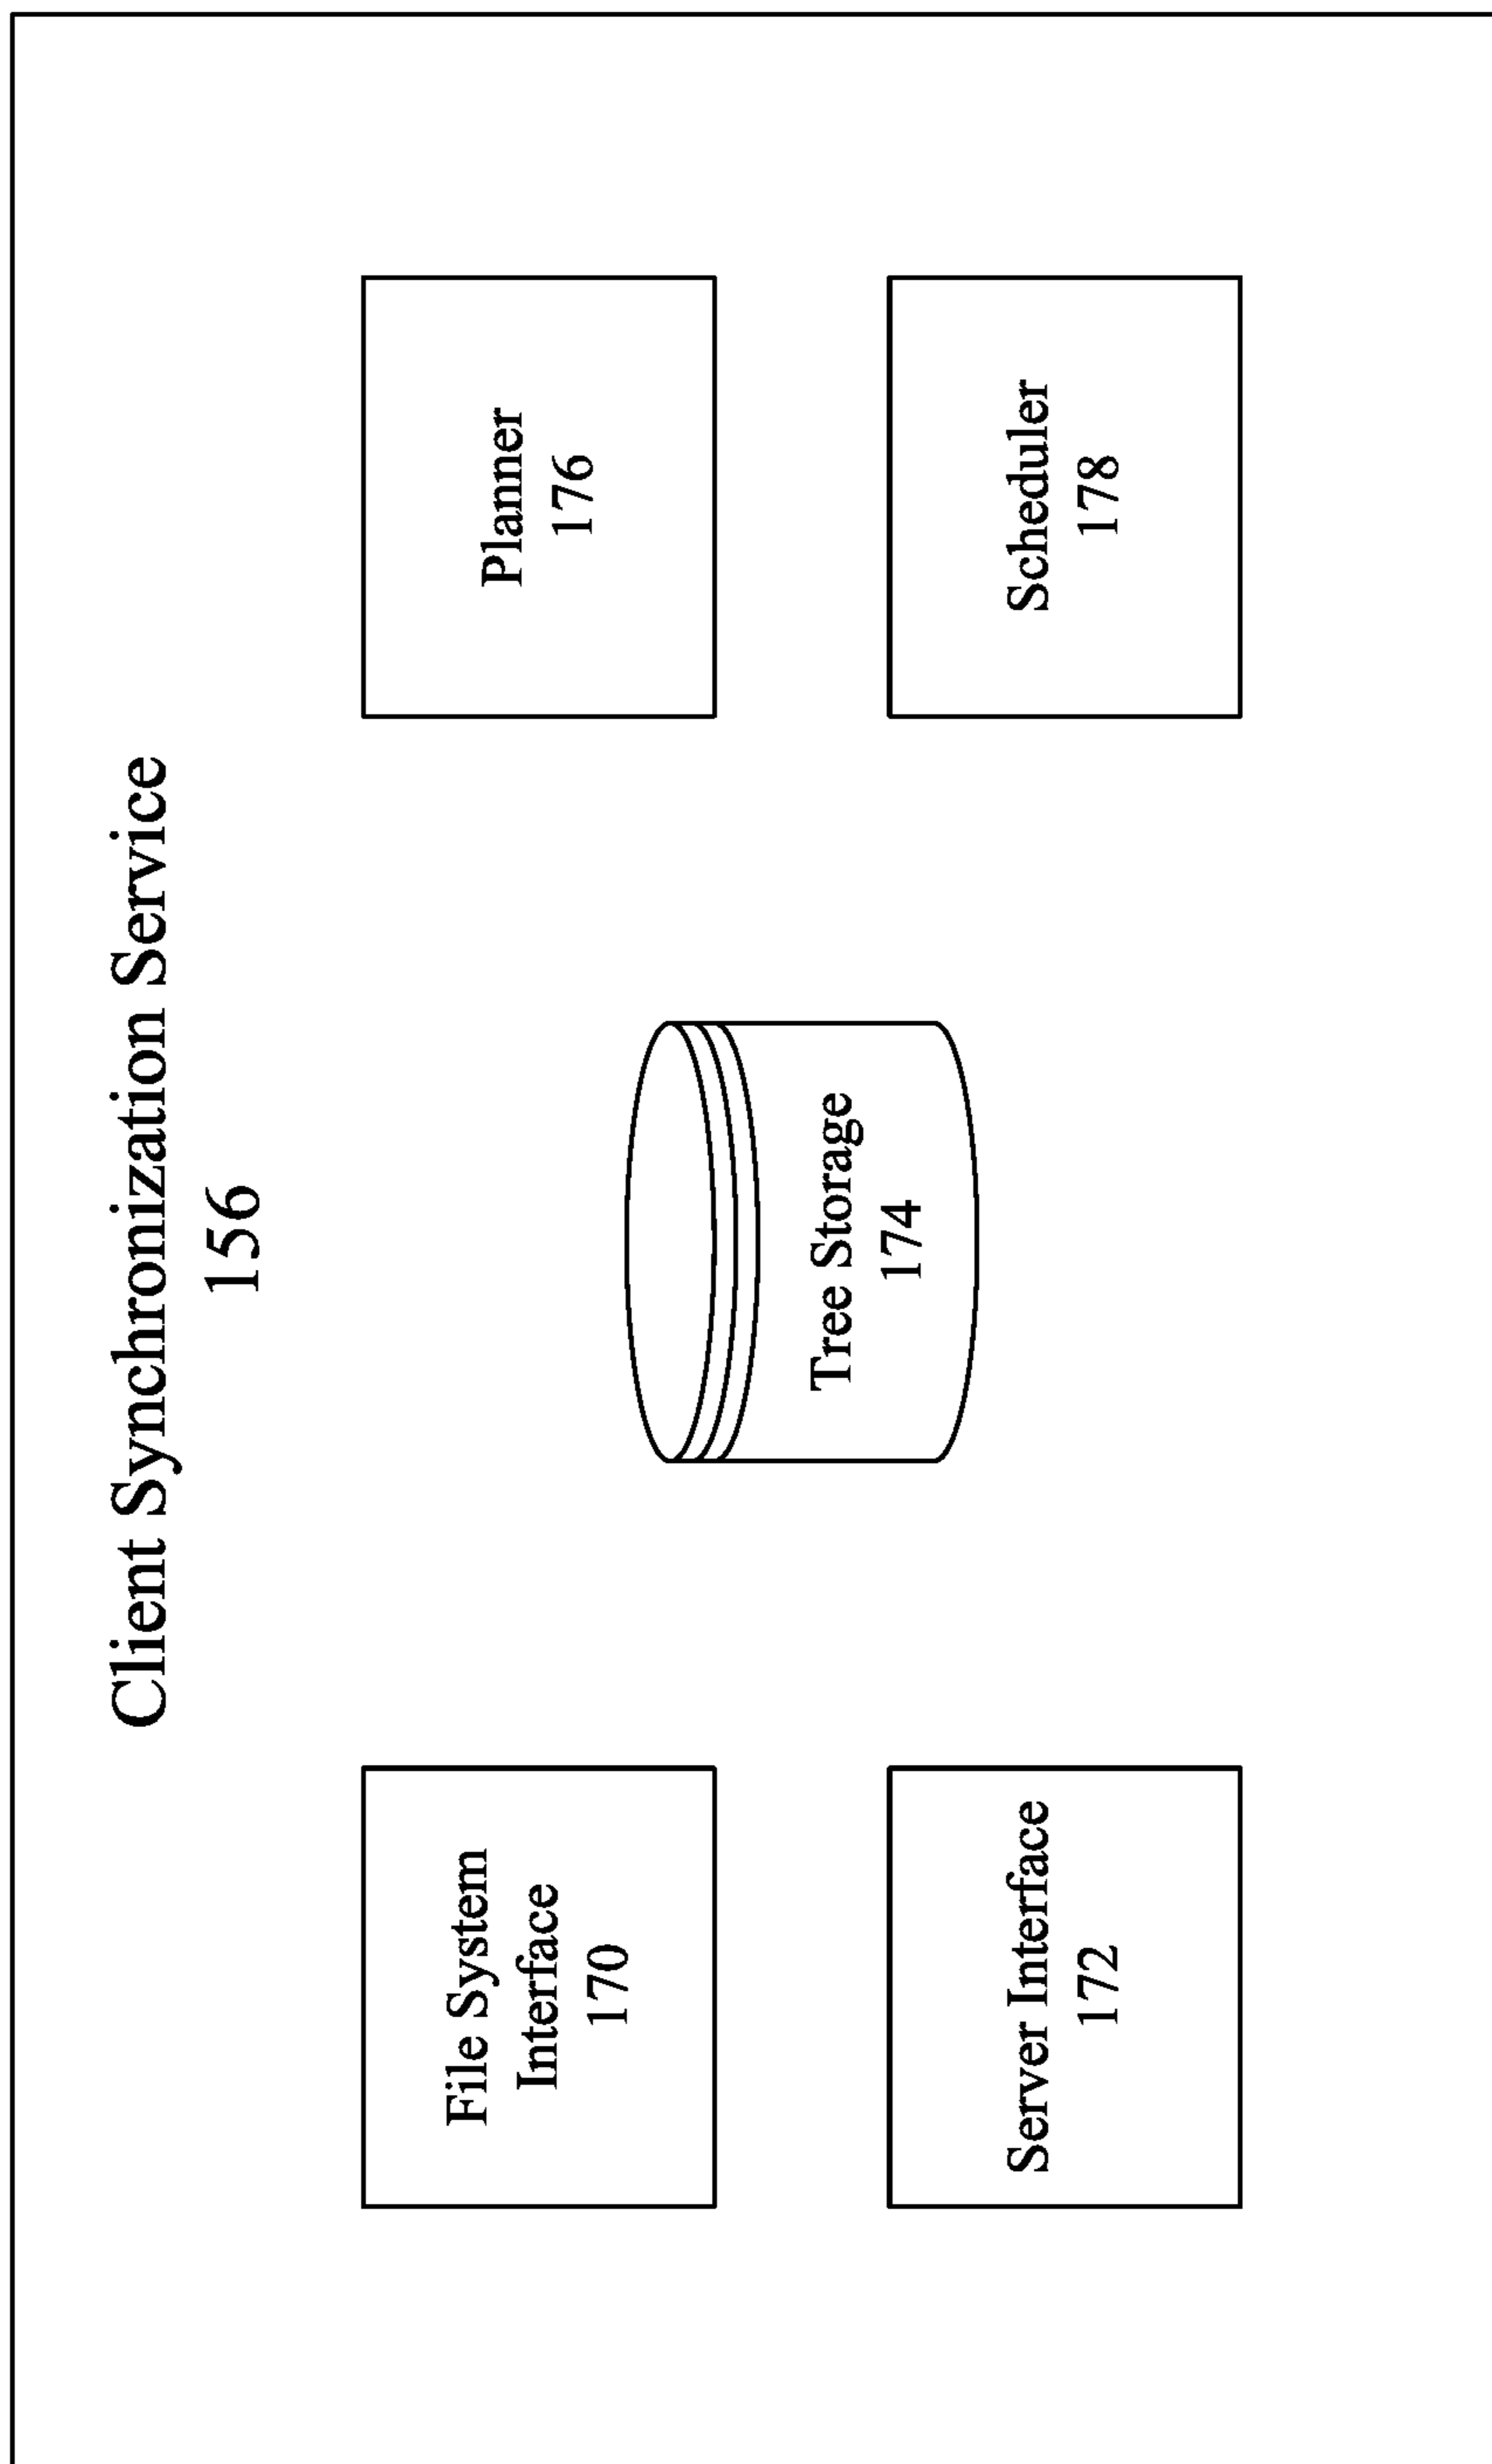 Client Synchronization Service
156
File System
Interface
170
Server Interface
172
Tree Storage
174
Planner
176
Scheduler
178